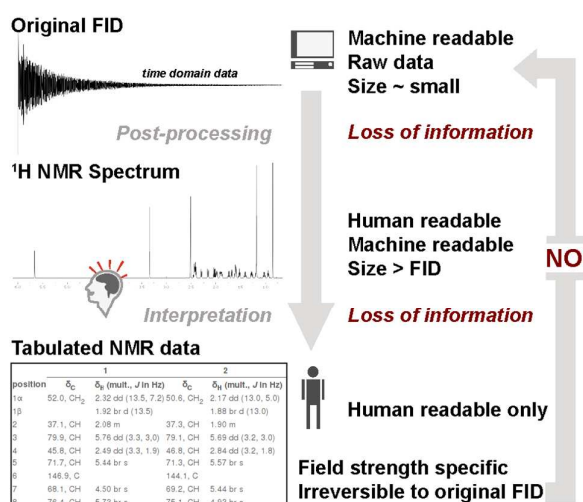 Original FID
time domain data
Post-processing
Machine readable
Raw data
Size ~ small
Loss of information
¹H NMR Spectrum
Human readable
Machine readable
Size > FID
NO
Interpretation
Loss of information
Tabulated NMR data
1 2
position δC δH (mult., J in Hz) δC δH (mult., J in Hz)
1α 52.0, CH₂ 2.32 dd (13.5, 7.2) 50.6, CH₂ 2.17 dd (13.0, 5.0)
1β 1.92 br d (13.5) 1.88 br d (13.0)
2 37.1, CH 2.08 m 37.3, CH 1.90 m
3 79.9, CH 5.76 dd (3.3, 3.0) 79.1, CH 5.69 dd (3.2, 3.0)
4 45.8, CH 2.49 dd (3.3, 1.9) 46.8, CH 2.84 dd (3.2, 1.8)
5 71.7, CH 5.44 br s 71.3, CH 5.57 br s
6 146.9, C 144.1, C
7 68.1, CH 4.50 br s 69.2, CH 5.44 br s
Human readable only
Field strength specific
Irreversible to original FID